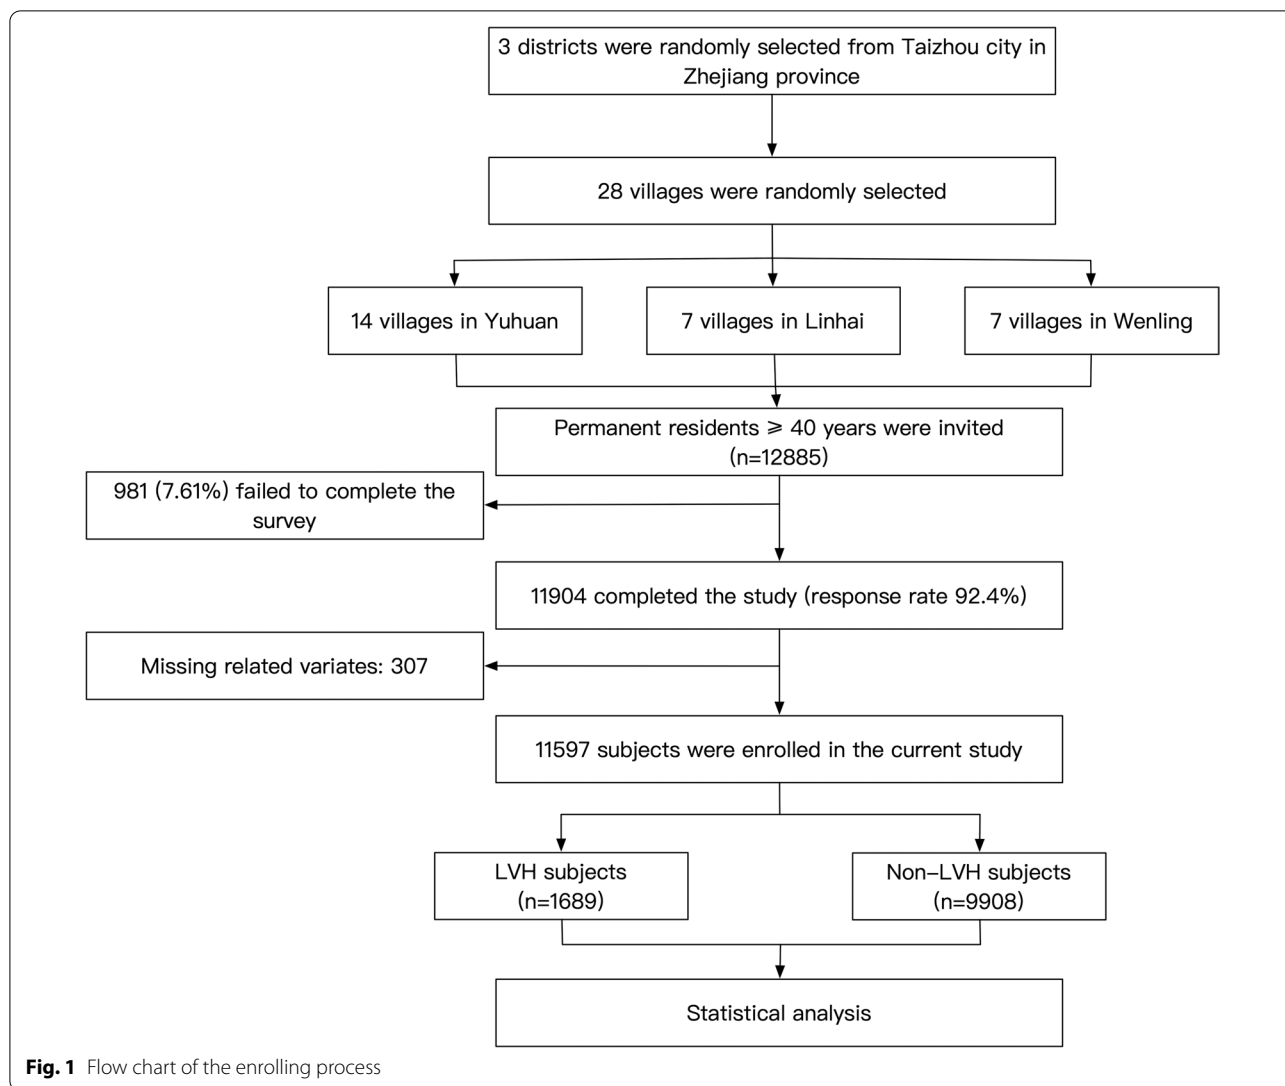 3 districts were randomly selected from Taizhou city in
Zhejiang province
28 villages were randomly selected
14 villages in Yuhuan
7 villages in Linhai
7 villages in Wenling
Permanent residents ⩾ 40 years were invited
(n=12885)
981 (7.61%) failed to complete the
survey
11904 completed the study (response rate 92.4%)
Missing related variates: 307
11597 subjects were enrolled in the current study
LVH subjects
(n=1689)
Non–LVH subjects
(n=9908)
Statistical analysis
Fig. 1 Flow chart of the enrolling process